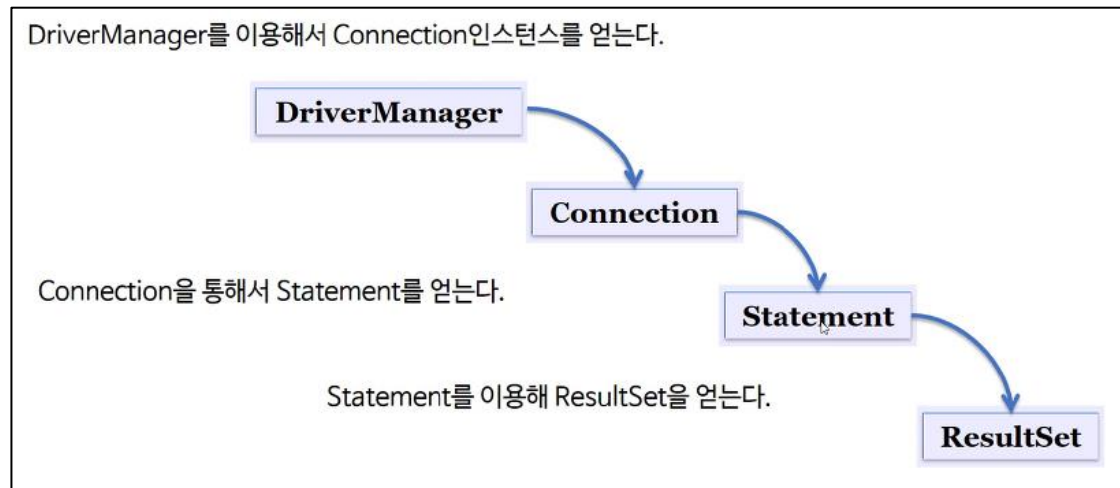 DriverManager를 이용해서 Connection인스턴스를 얻는다.
DriverManager
Connection
Connection을 통해서 Statement를 얻는다.
Statement
Statement를 이용해 ResultSet을 얻는다.
ResultSet